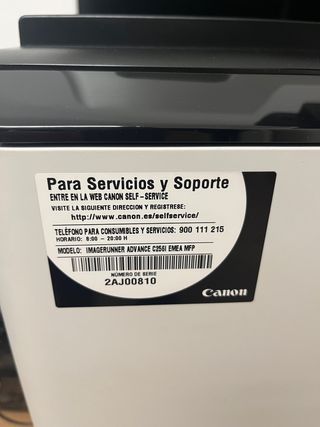 Para Servicios y Soporte
ENTRE EN LA WEB CANON SELF-SERVICE
VISITE LA SIGUIENTE DIRECCION Y REGISTRESE:
http://www.canon.es/selfservice/
TELÉFONO PARA CONSUMIBLES Y SERVICIOS: 900 111 215
HORARIO: 8:00 - 20:00 H
MODELO: IMAGERUNNER ADVANCE C256I EMEA MFP
NÚMERO DE SERIE
2AJ00810
Canon